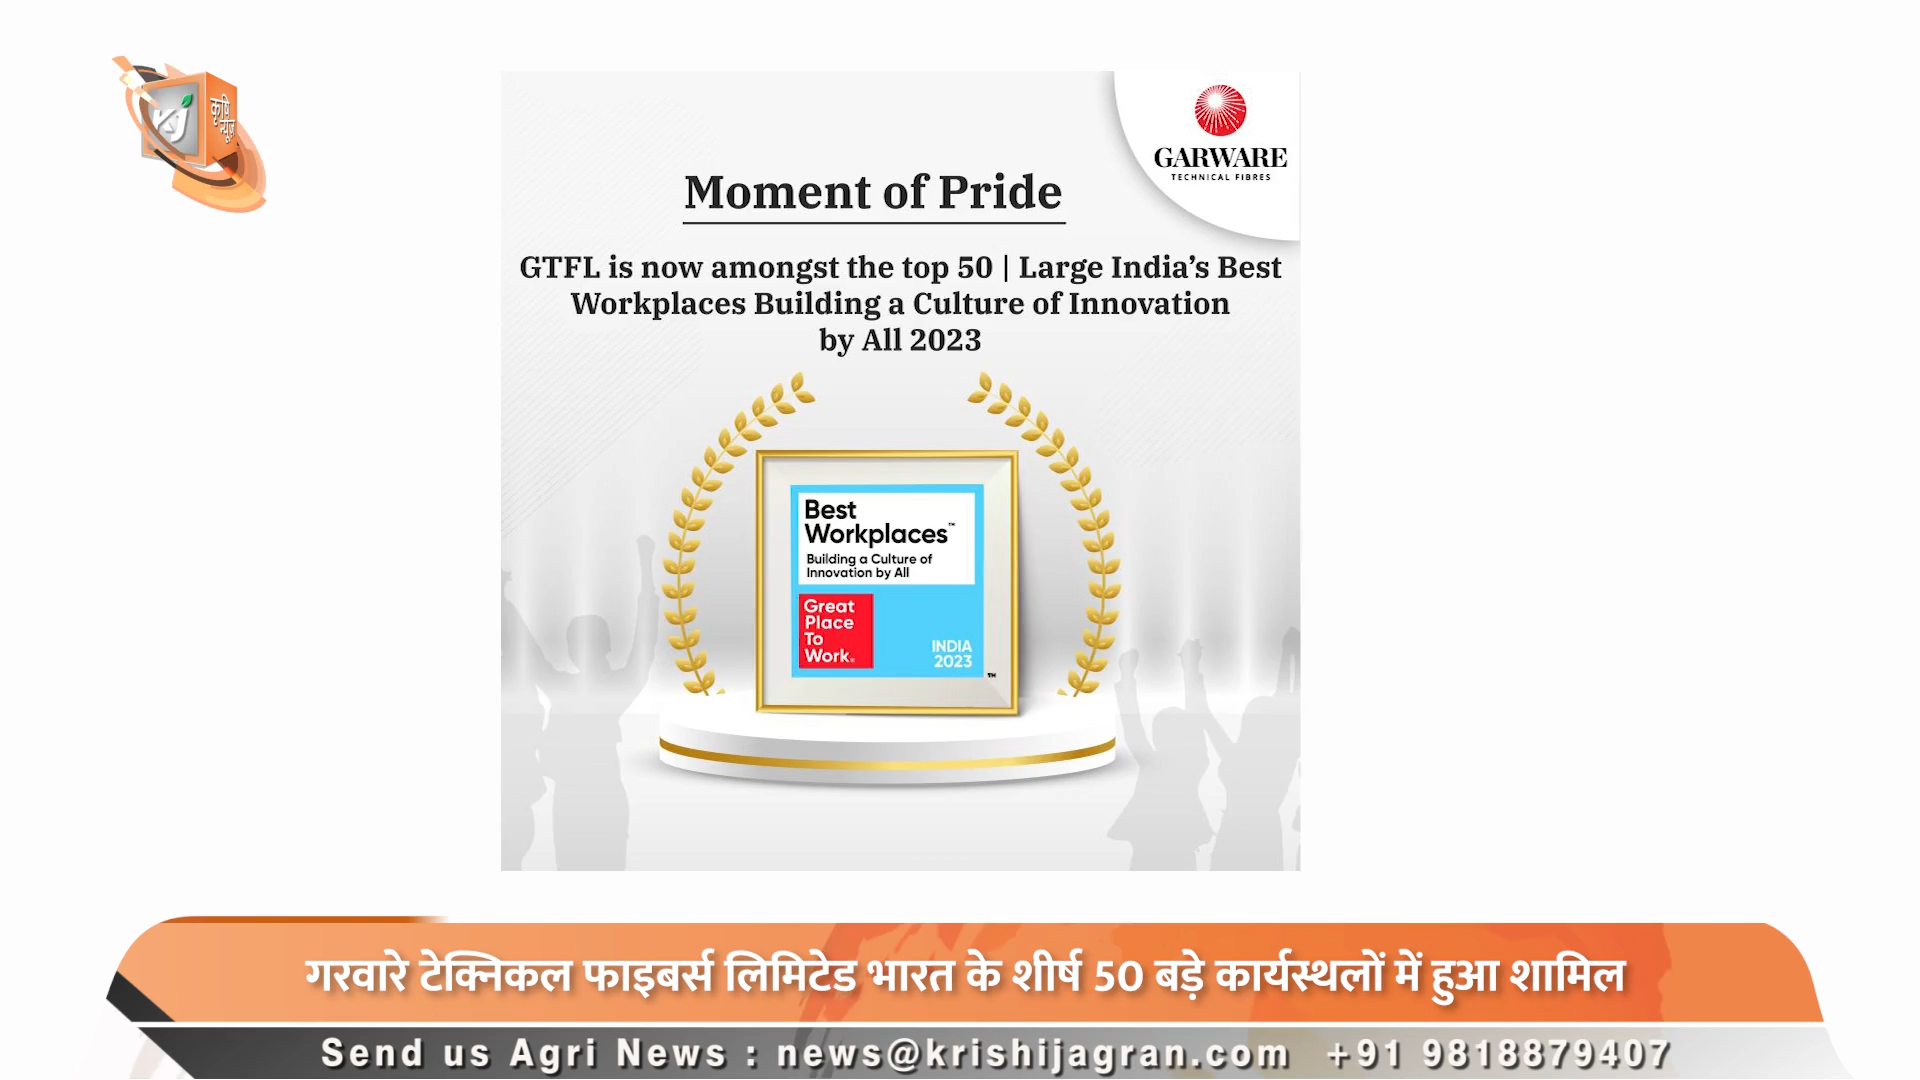 KJ
कृषि
न्यूज़
GARWARE
TECHNICAL FIBRES
Moment of Pride
GTFL is now amongst the top 50 | Large India's Best
Workplaces Building a Culture of Innovation
by All 2023
Best
Workplaces™
Building a Culture of
Innovation by All
Great
Place
To
Work®
INDIA
2023
TM
गरवारे टेक्निकल फाइबर्स लिमिटेड भारत के शीर्ष 50 बड़े कार्यस्थलों में हुआ शामिल
Send us Agri News : news@krishijagran.com +91 9818879407